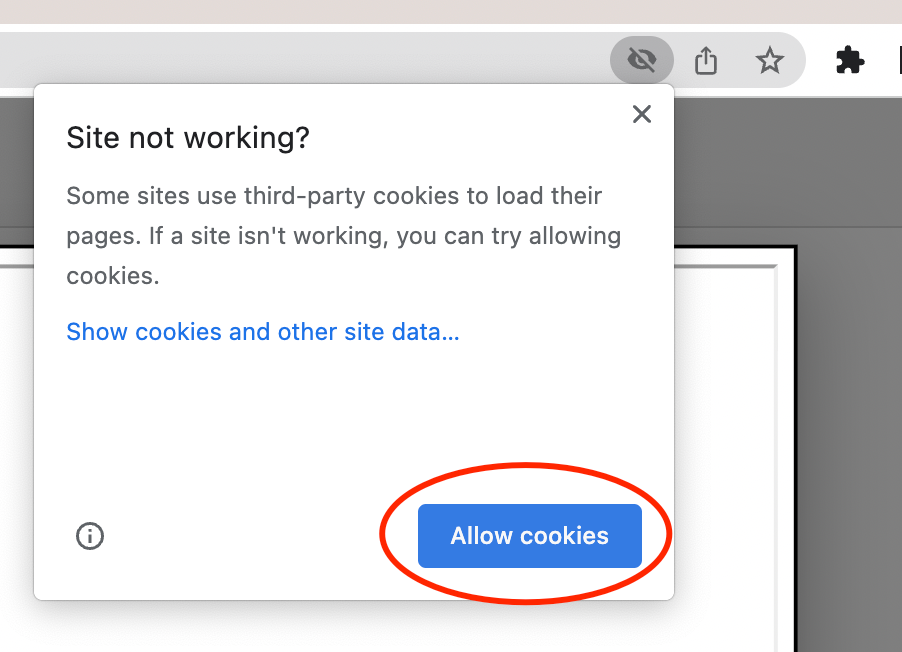 Site not working?
Some sites use third-party cookies to load their
pages. If a site isn't working, you can try allowing
cookies.
Show cookies and other site data...
Allow cookies